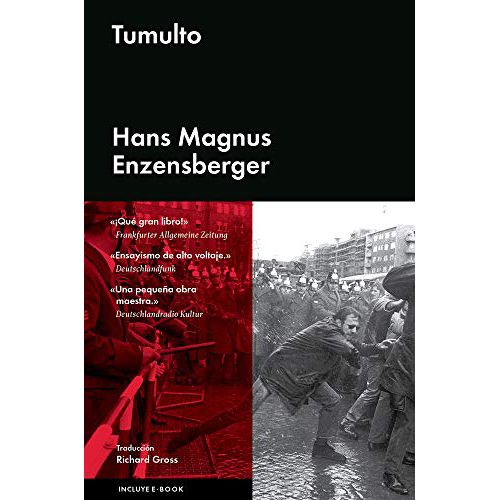 Tumulto
Hans Magnus
Enzensberger
«¡Qué gran libro!»
Frankfurter Allgemeine Zeitung
«Ensayismo de alto voltaje.»
Deutschlandfunk
«Una pequeña obra
maestra.»
Deutschlandradio Kultur
Traducción
Richard Gross
INCLUYE E-BOOK